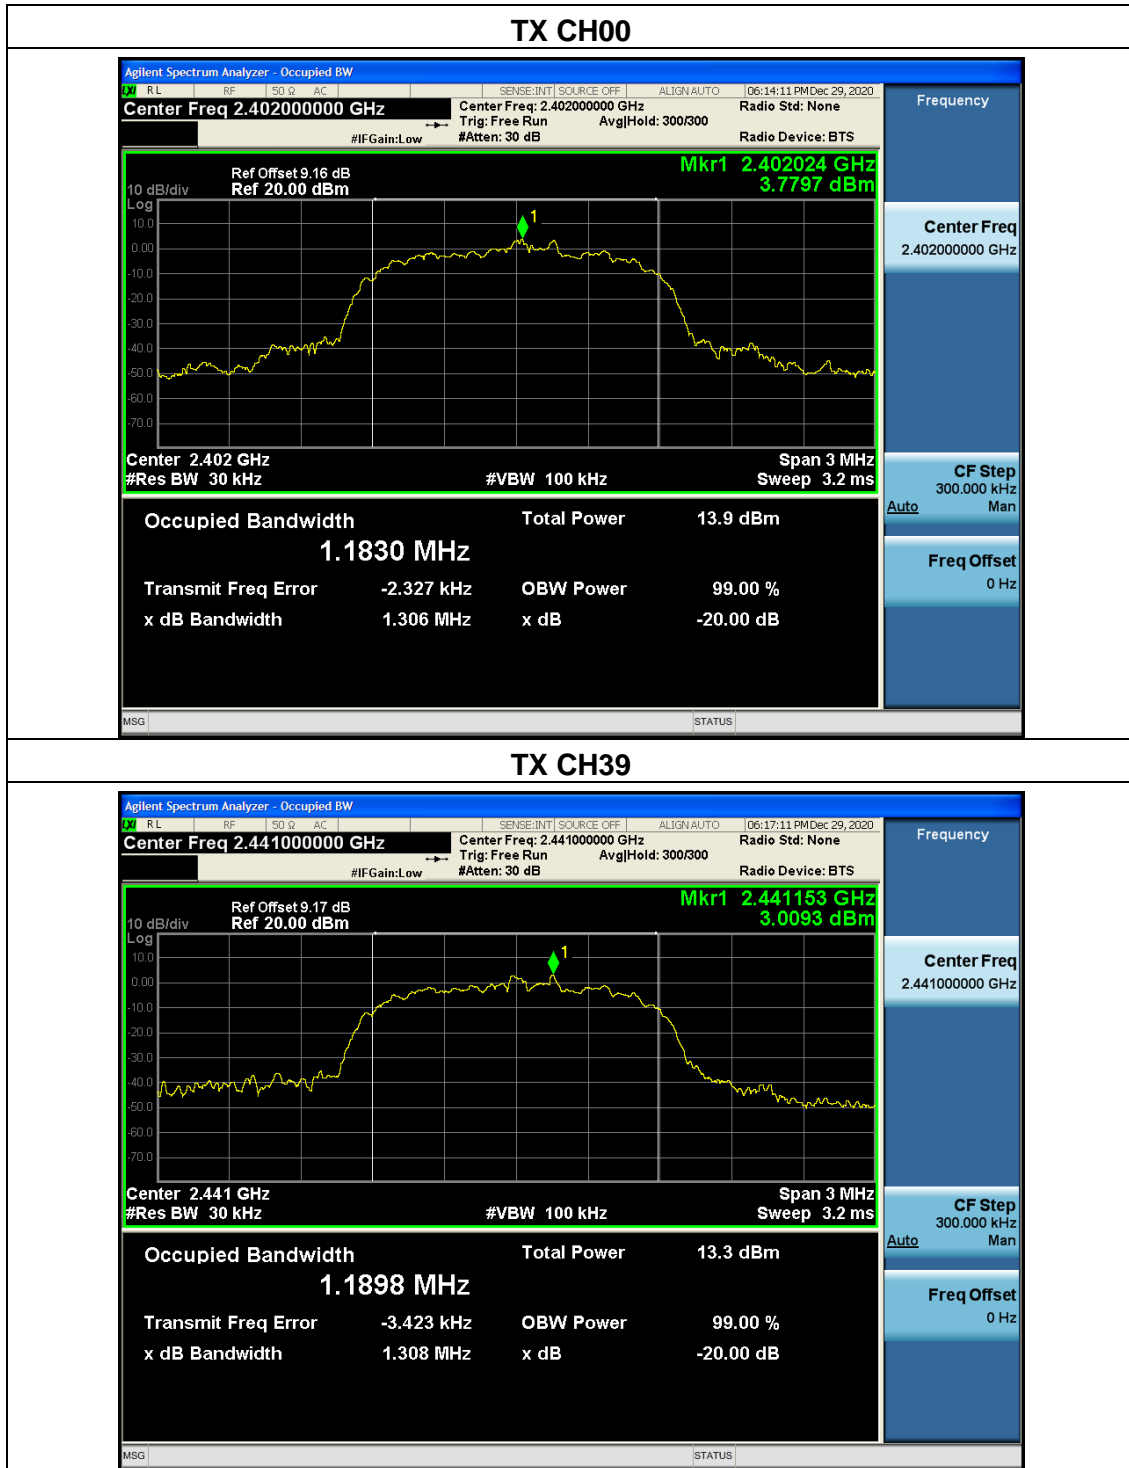 TX CH00
Agilent Spectrum Analyzer - Occupied BW
LXI RL RF 50 Ω AC SENSE:INT SOURCE OFF ALIGN AUTO 06:14:11 PM Dec 29, 2020
Center Freq 2.402000000 GHz
Center Freq: 2.402000000 GHz Radio Std: None
Trig: Free Run Avg|Hold: 300/300
#IFGain:Low #Atten: 30 dB Radio Device: BTS
Frequency
Mkr1 2.402024 GHz
3.7797 dBm
Ref Offset 9.16 dB
10 dB/div Ref 20.00 dBm
Log
1
10.0
0.00
-10.0
-20.0
-30.0
-40.0
-50.0
-60.0
-70.0
Center 2.402 GHz Span 3 MHz
#Res BW 30 kHz #VBW 100 kHz Sweep 3.2 ms
Center Freq
2.402000000 GHz
CF Step
300.000 kHz
Auto Man
Freq Offset
0 Hz
Occupied Bandwidth Total Power 13.9 dBm
1.1830 MHz
Transmit Freq Error -2.327 kHz OBW Power 99.00 %
x dB Bandwidth 1.306 MHz x dB -20.00 dB
MSG STATUS
TX CH39
Agilent Spectrum Analyzer - Occupied BW
LXI RL RF 50 Ω AC SENSE:INT SOURCE OFF ALIGN AUTO 06:17:11 PM Dec 29, 2020
Center Freq 2.441000000 GHz
Center Freq: 2.441000000 GHz Radio Std: None
Trig: Free Run Avg|Hold: 300/300
#IFGain:Low #Atten: 30 dB Radio Device: BTS
Frequency
Mkr1 2.441153 GHz
3.0093 dBm
Ref Offset 9.17 dB
10 dB/div Ref 20.00 dBm
Log
1
10.0
0.00
-10.0
-20.0
-30.0
-40.0
-50.0
-60.0
-70.0
Center 2.441 GHz Span 3 MHz
#Res BW 30 kHz #VBW 100 kHz Sweep 3.2 ms
Center Freq
2.441000000 GHz
CF Step
300.000 kHz
Auto Man
Freq Offset
0 Hz
Occupied Bandwidth Total Power 13.3 dBm
1.1898 MHz
Transmit Freq Error -3.423 kHz OBW Power 99.00 %
x dB Bandwidth 1.308 MHz x dB -20.00 dB
MSG STATUS